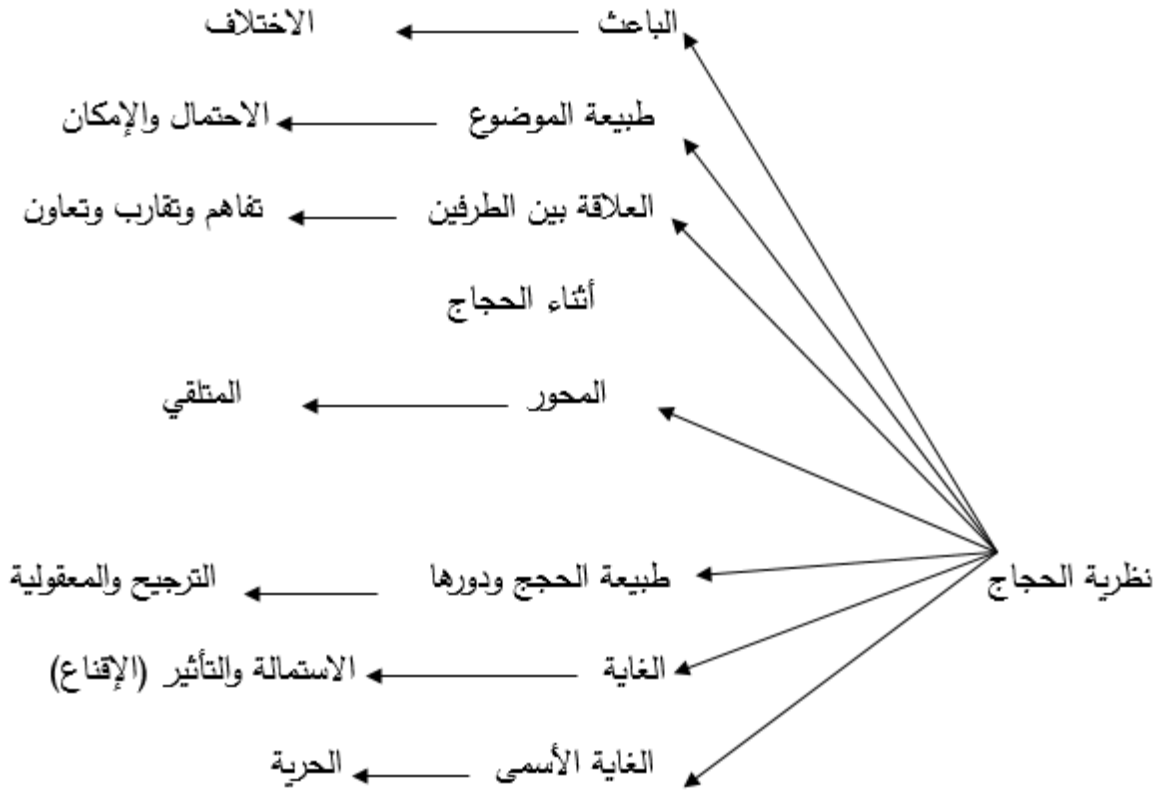 الباعث الاختلاف
طبيعة الموضوع الاحتمال والإمكان
العلاقة بين الطرفين تفاهم وتقارب وتعاون
أثناء الحجاج
المحور المتلقي
نظرية الحجاج طبيعة الحجج ودورها الترجيح والمعقولية
الغاية الاستمالة والتأثير (الإقناع)
الغاية الأسمى الحرية